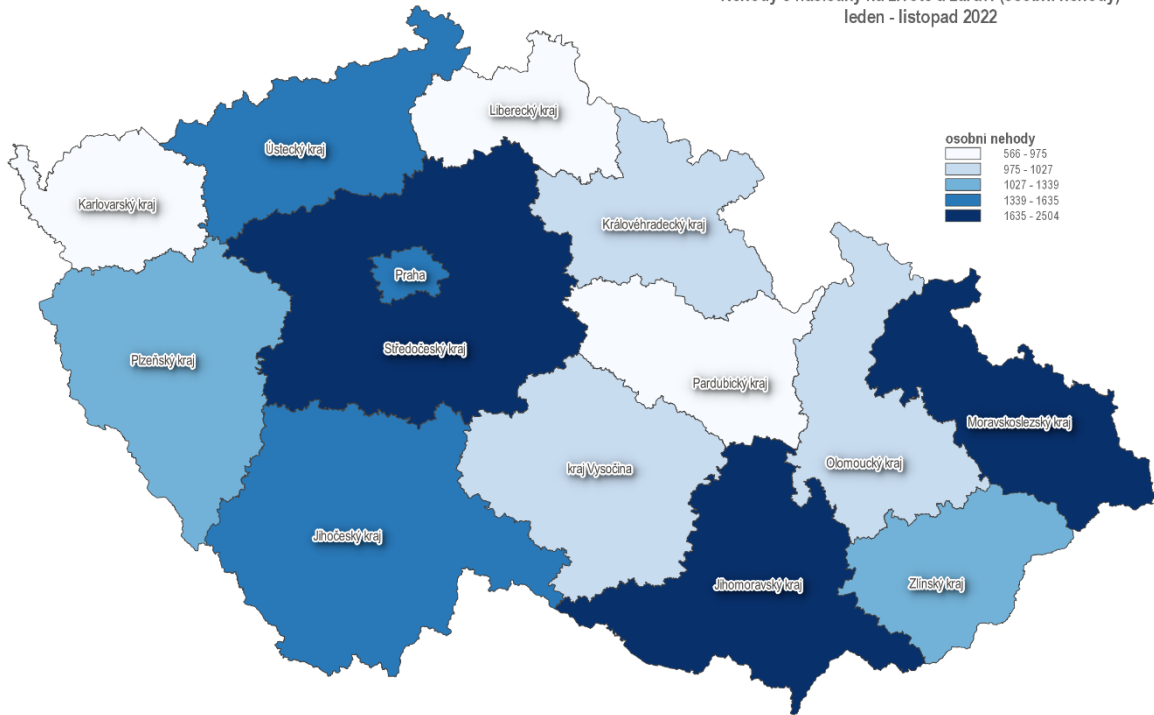 leden - listopad 2022
Liberecký kraj
osobní nehody
566 - 975
975 - 1027
1027 - 1339
1339 - 1635
1635 - 2504
Ústecký kraj
Karlovarský kraj
Královéhradecký kraj
Praha
Středočeský kraj
Plzeňský kraj
Pardubický kraj
Moravskoslezský kraj
Olomoucký kraj
kraj Vysočina
Jihočeský kraj
Jihomoravský kraj
Zlínský kraj